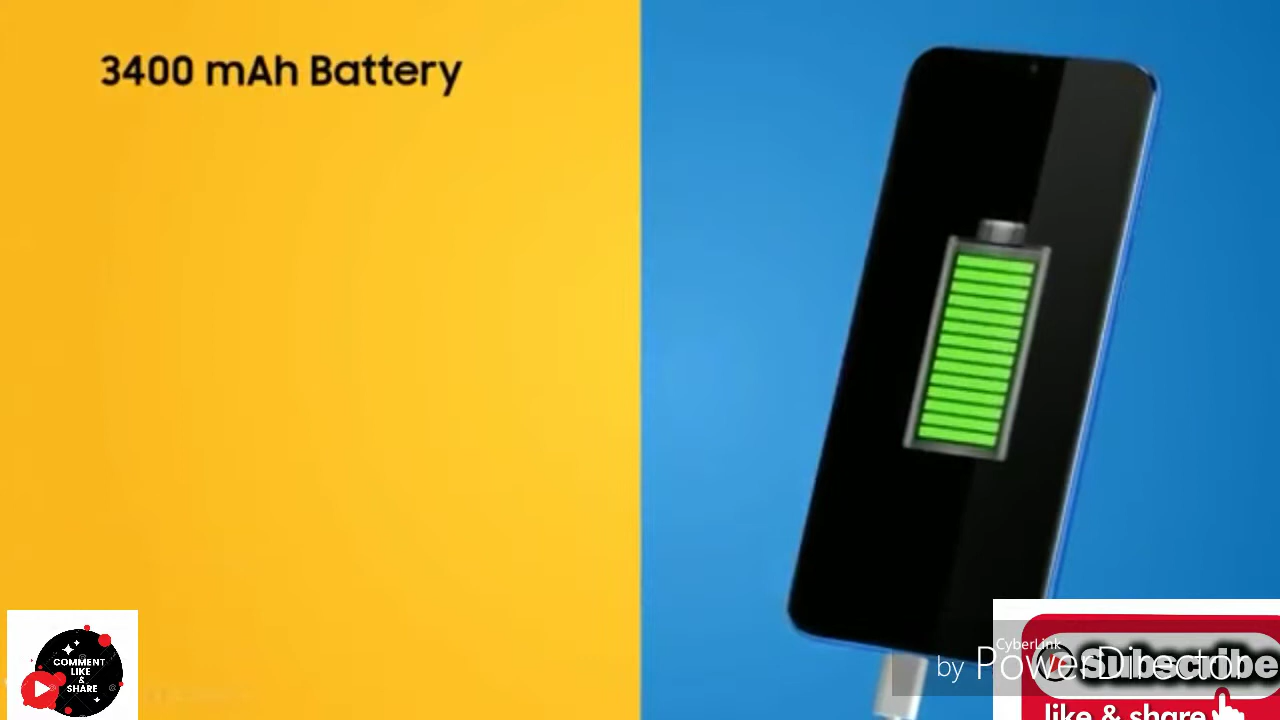 3400 mAh Battery
COMMENT
LIKE
&
SHARE
CyberLink
by PowerDirector
Subscribe
like & share